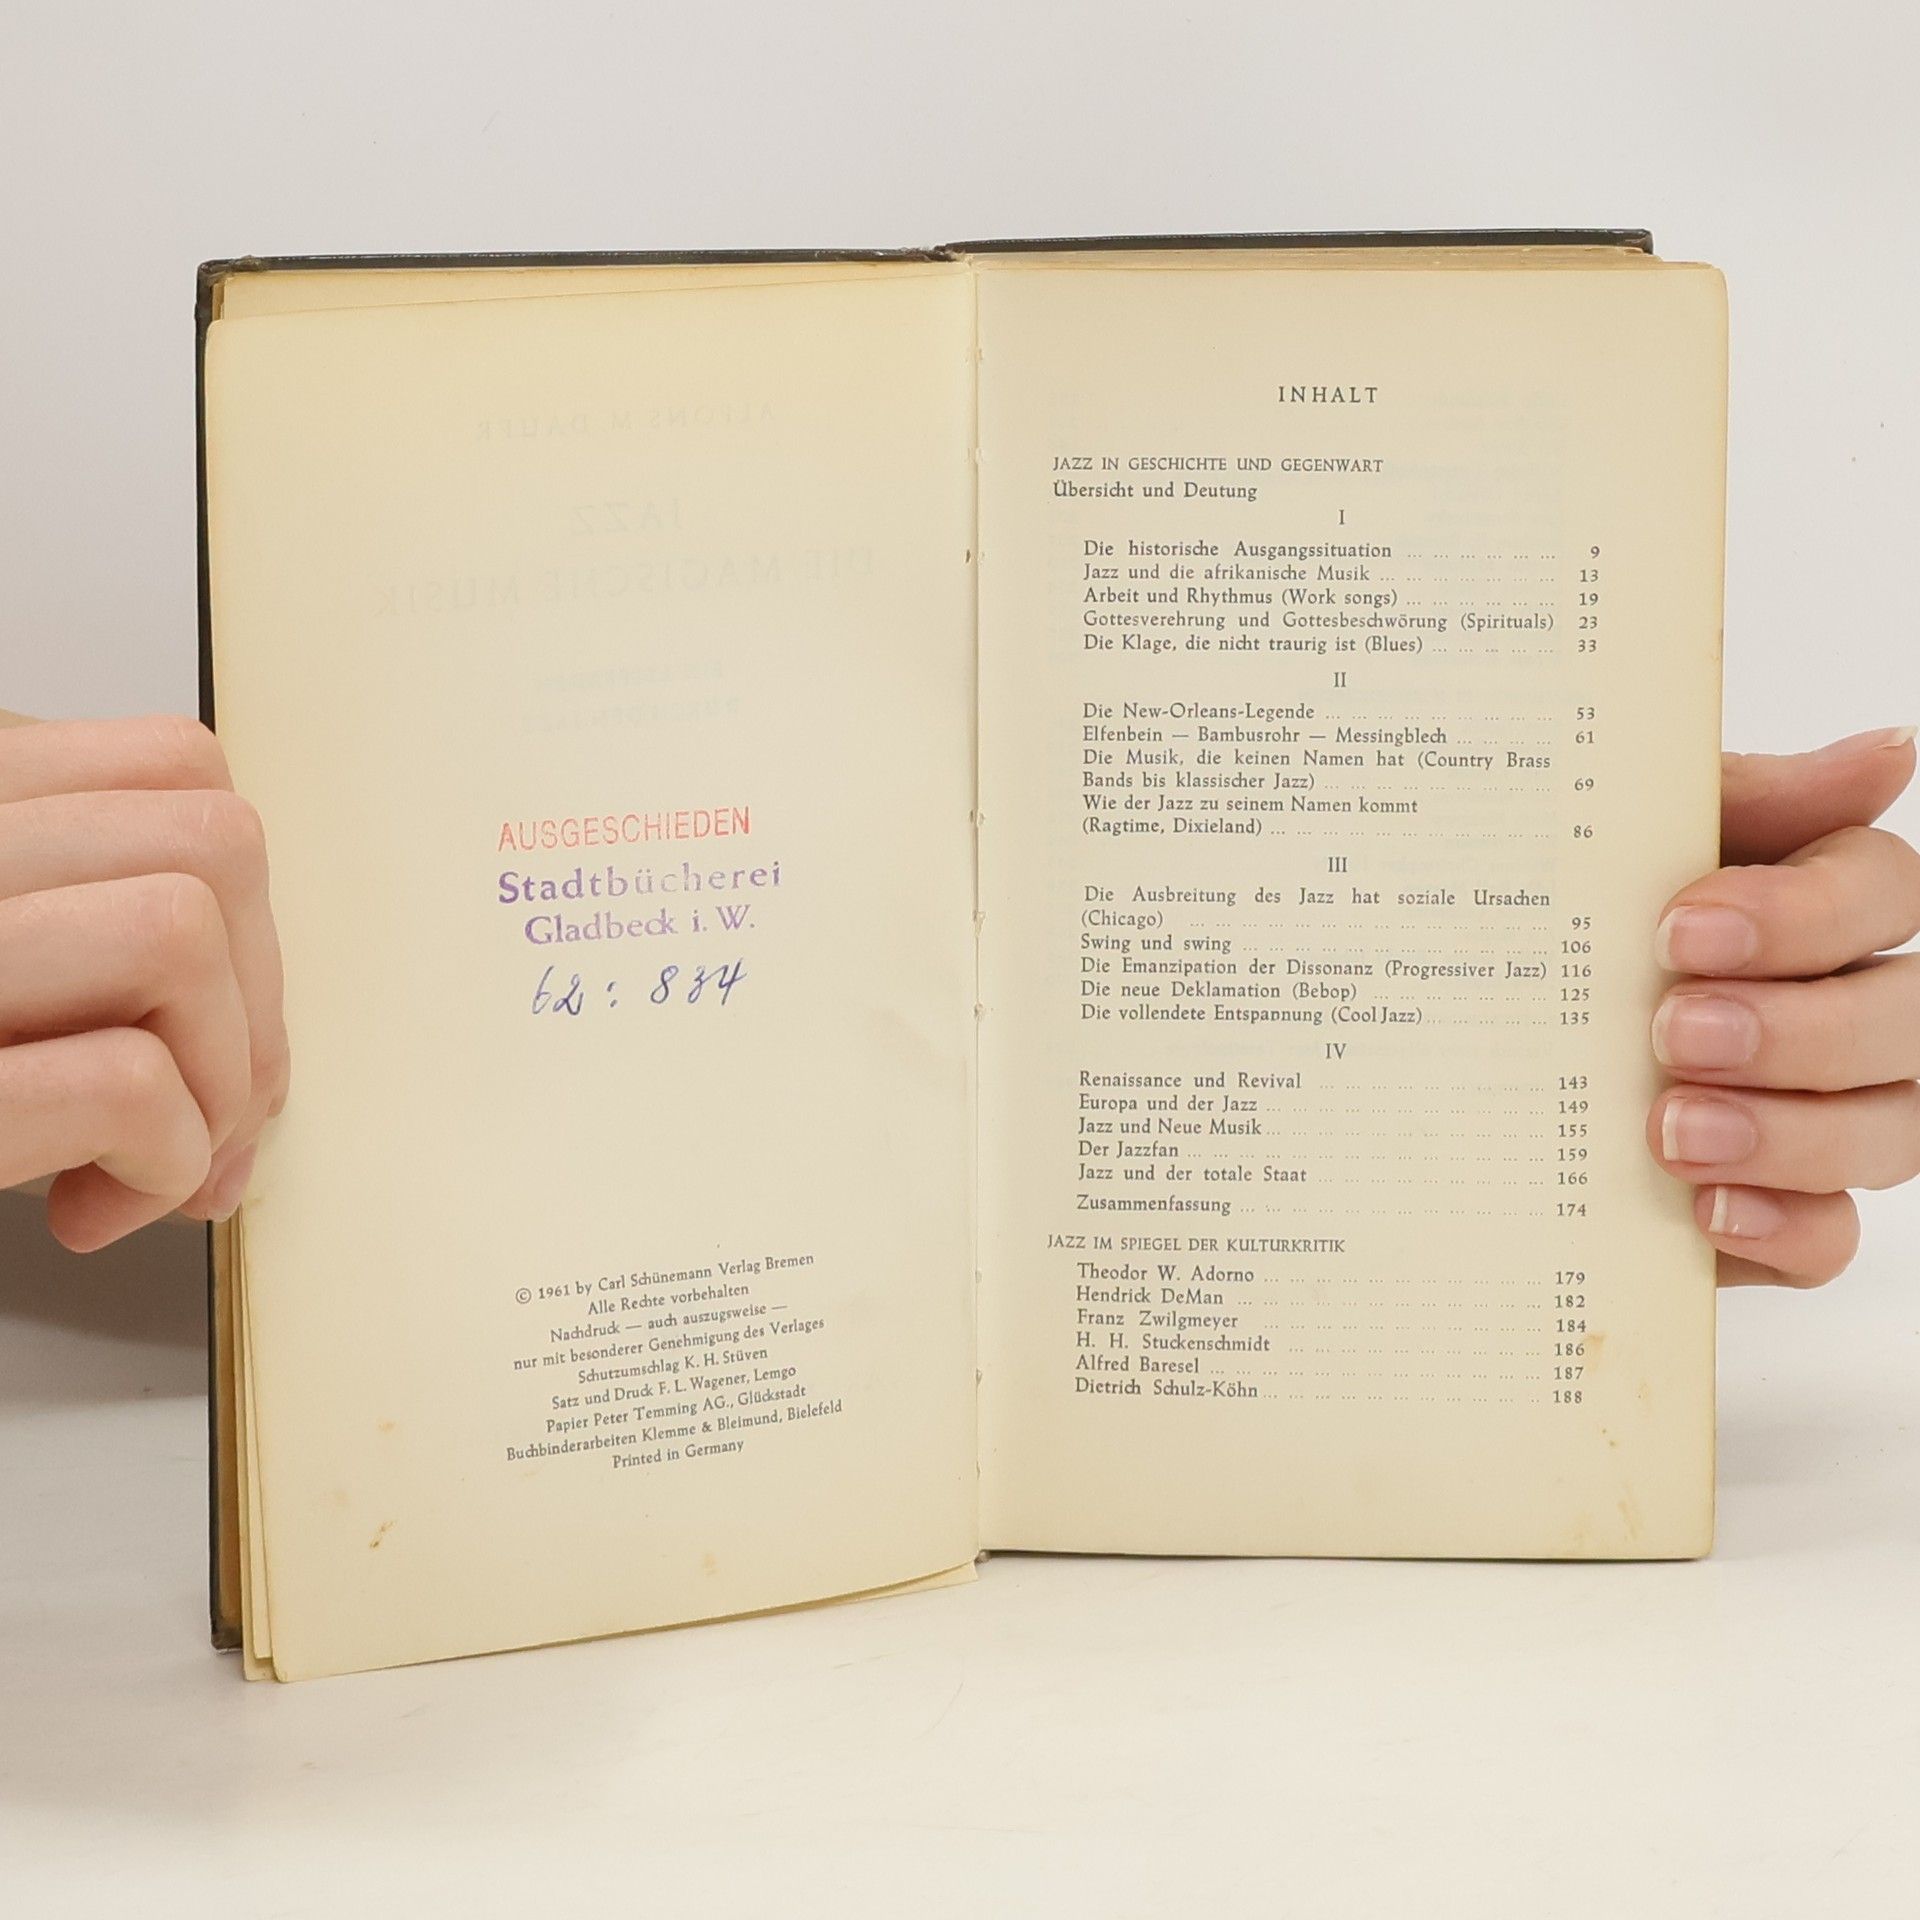 AUSGESCHIEDEN
Stadtbücherei
Gladbeck i. W.
62 : 834
© 1961 by Carl Schünemann Verlag Bremen
Alle Rechte vorbehalten
Nachdruck — auch auszugsweise —
nur mit besonderer Genehmigung des Verlages
Schutzumschlag K. H. Stüven
Satz und Druck F. L. Wagener, Lemgo
Papier Peter Temming AG., Glückstadt
Buchbinderarbeiten Klemme & Bleimund, Bielefeld
Printed in Germany
INHALT
JAZZ IN GESCHICHTE UND GEGENWART
Übersicht und Deutung
I
Die historische Ausgangssituation ... ... ... ... ... ... 9
Jazz und die afrikanische Musik ... ... ... ... ... ... ... 13
Arbeit und Rhythmus (Work songs) ... ... ... ... ... ... 19
Gottesverehrung und Gottesbeschwörung (Spirituals) 23
Die Klage, die nicht traurig ist (Blues) ... ... ... ... ... 33
II
Die New-Orleans-Legende ... ... ... ... ... ... ... ... ... 53
Elfenbein — Bambusrohr — Messingblech ... ... ... ... 61
Die Musik, die keinen Namen hat (Country Brass
Bands bis klassischer Jazz) ... ... ... ... ... ... ... ... ... 69
Wie der Jazz zu seinem Namen kommt
(Ragtime, Dixieland) ... ... ... ... ... ... ... ... ... ... ... 86
III
Die Ausbreitung des Jazz hat soziale Ursachen
(Chicago) ... ... ... ... ... ... ... ... ... ... ... ... ... ... 95
Swing und swing ... ... ... ... ... ... ... ... ... ... ... ... 106
Die Emanzipation der Dissonanz (Progressiver Jazz) 116
Die neue Deklamation (Bebop) ... ... ... ... ... ... ... 125
Die vollendete Entspannung (Cool Jazz) ... ... ... ... ... 135
IV
Renaissance und Revival ... ... ... ... ... ... ... ... ... 143
Europa und der Jazz ... ... ... ... ... ... ... ... ... ... ... 149
Jazz und Neue Musik ... ... ... ... ... ... ... ... ... ... ... 155
Der Jazzfan ... ... ... ... ... ... ... ... ... ... ... ... ... ... 159
Jazz und der totale Staat ... ... ... ... ... ... ... ... ... 166
Zusammenfassung ... ... ... ... ... ... ... ... ... ... ... ... 174
JAZZ IM SPIEGEL DER KULTURKRITIK
Theodor W. Adorno ... ... ... ... ... ... ... ... ... ... ... 179
Hendrick DeMan ... ... ... ... ... ... ... ... ... ... ... ... 182
Franz Zwilgmeyer ... ... ... ... ... ... ... ... ... ... ... 184
H. H. Stuckenschmidt ... ... ... ... ... ... ... ... ... ... 186
Alfred Baresel ... ... ... ... ... ... ... ... ... ... ... ... ... 187
Dietrich Schulz-Köhn ... ... ... ... 188